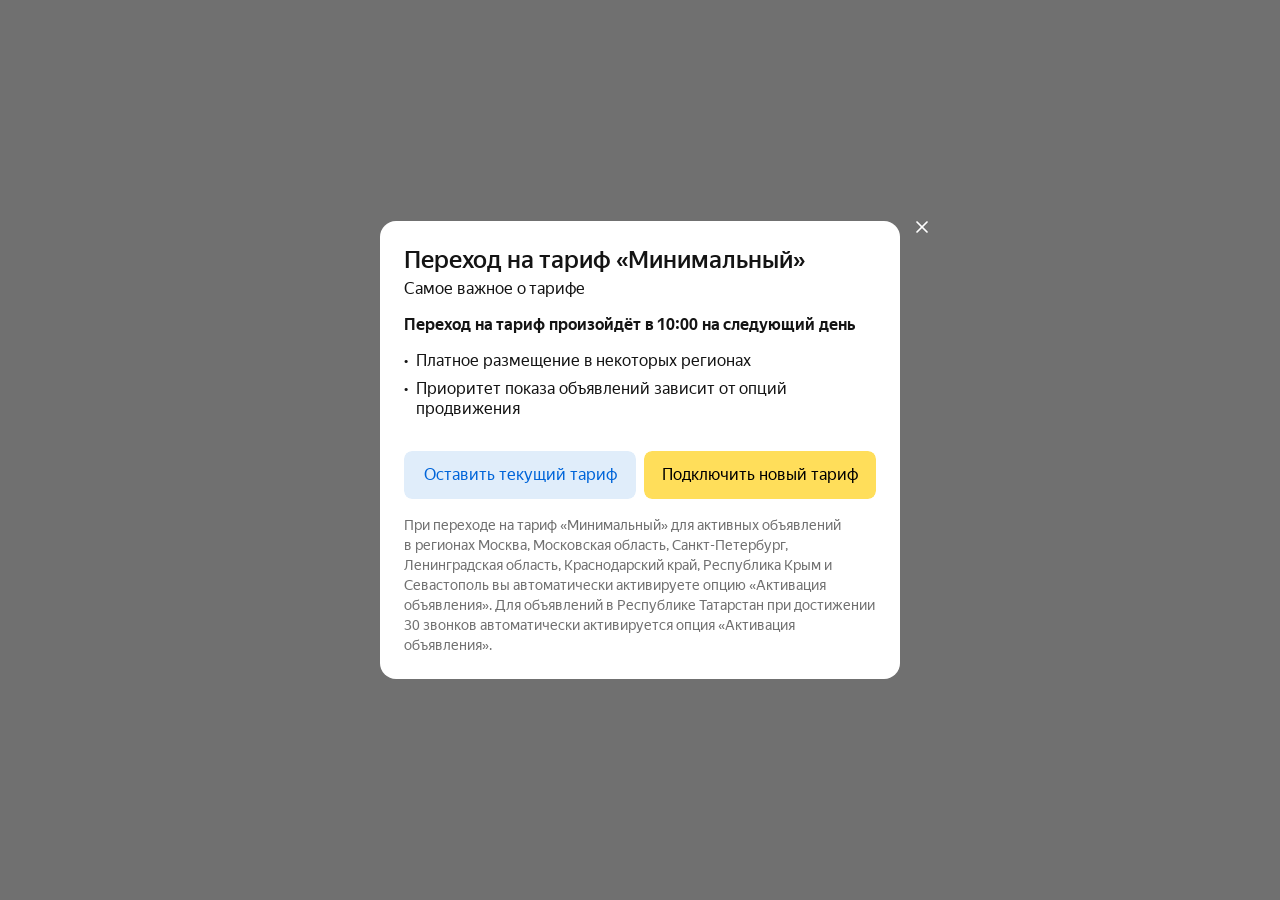 Переход на тариф «Минимальный»
Самое важное о тарифе
Переход на тариф произойдёт в 10:00 на следующий день
• Платное размещение в некоторых регионах
• Приоритет показа объявлений зависит от опций
продвижения
Оставить текущий тариф
Подключить новый тариф
При переходе на тариф «Минимальный» для активных объявлений
в регионах Москва, Московская область, Санкт-Петербург,
Ленинградская область, Краснодарский край, Республика Крым и
Севастополь вы автоматически активируете опцию «Активация
объявления». Для объявлений в Республике Татарстан при достижении
30 звонков автоматически активируется опция «Активация
объявления».